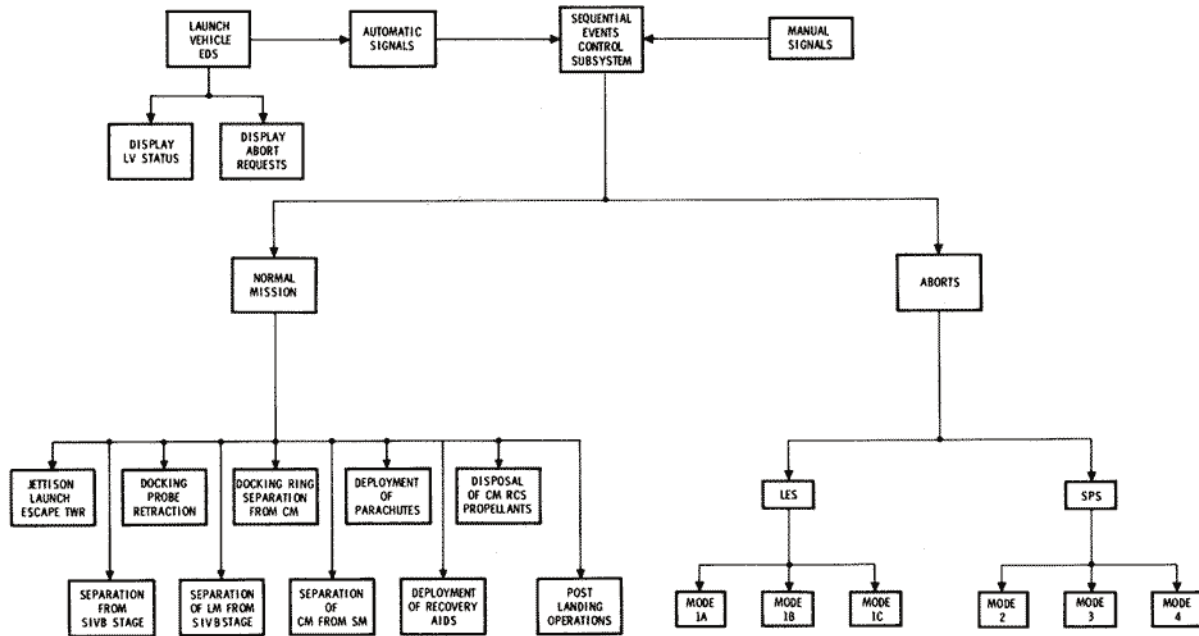 LAUNCH
VEHICLE
EDS
AUTOMATIC
SIGNALS
SEQUENTIAL
EVENTS
CONTROL
SUBSYSTEM
MANUAL
SIGNALS
DISPLAY
LV STATUS
DISPLAY
ABORT
REQUESTS
NORMAL
MISSION
ABORTS
JETTISON
LAUNCH
ESCAPE TWR
DOCKING
PROBE
RETRACTION
DOCKING RING
SEPARATION
FROM CM
DEPLOYMENT
OF
PARACHUTES
DISPOSAL
OF CM RCS
PROPELLANTS
LES
SPS
SEPARATION
FROM
SIVB STAGE
SEPARATION
OF LM FROM
SIVB STAGE
SEPARATION
OF
CM FROM SM
DEPLOYMENT
OF RECOVERY
AIDS
POST
LANDING
OPERATIONS
MODE
1A
MODE
1B
MODE
1C
MODE
2
MODE
3
MODE
4